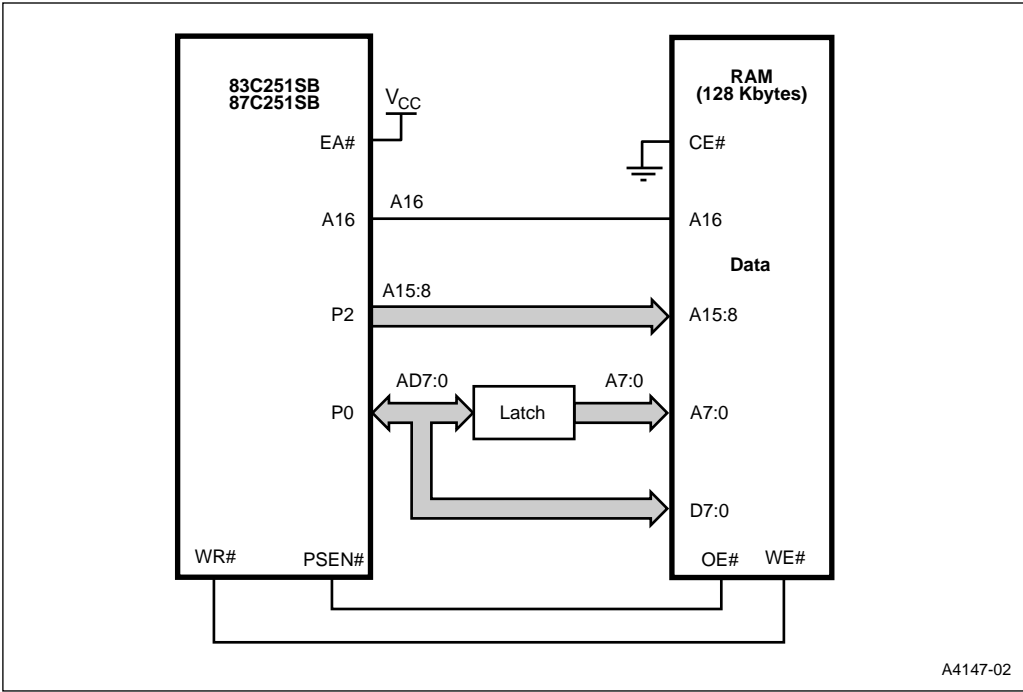 83C251SB
87C251SB
VCC
EA#
A16
A16
A15:8
P2
AD7:0
A7:0
P0
Latch
WR#
PSEN#
RAM
(128 Kbytes)
CE#
A16
Data
A15:8
A7:0
D7:0
OE#
WE#
A4147-02